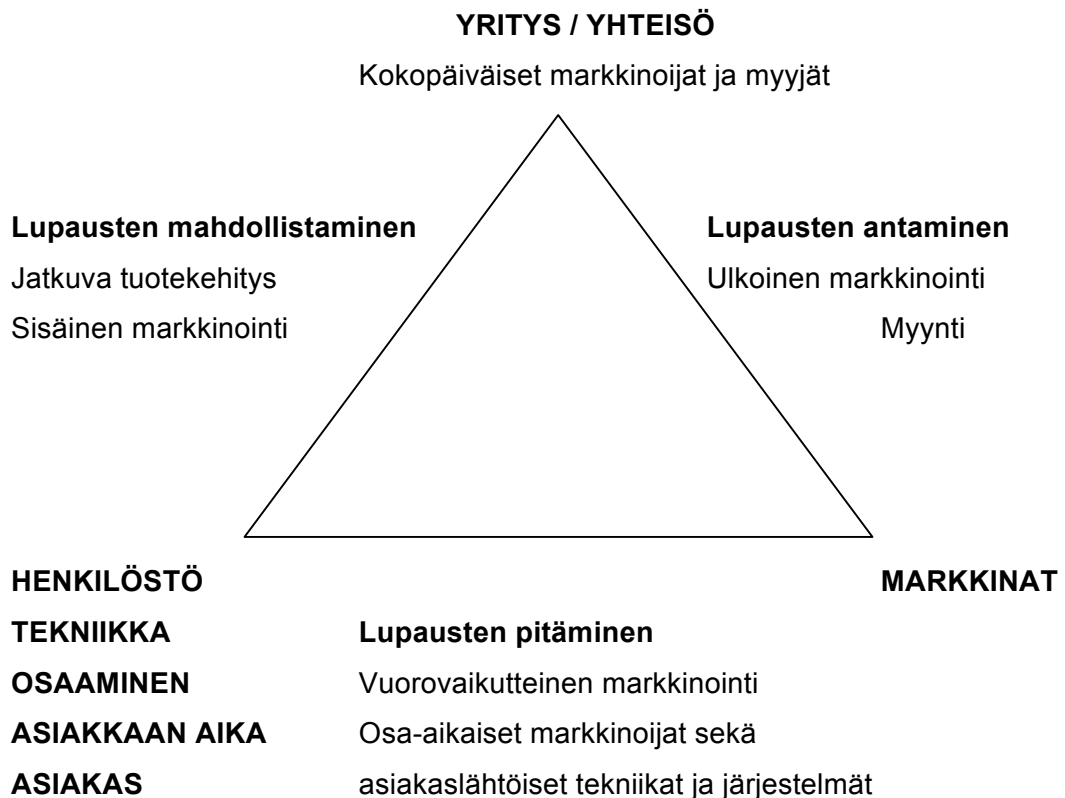 YRITYS / YHTEISÖ
Kokopäiväiset markkinoijat ja myyjät
Lupausten mahdollistaminen
Lupausten antaminen
Jatkuva tuotekehitys
Ulkoinen markkinointi
Sisäinen markkinointi
Myynti
HENKILÖSTÖ
MARKKINAT
TEKNIIKKA
Lupausten pitäminen
OSAAMINEN
Vuorovaikutteinen markkinointi
ASIAKKAAN AIKA
Osa-aikaiset markkinoijat sekä
ASIAKAS
asiakaslähtöiset tekniikat ja järjestelmät